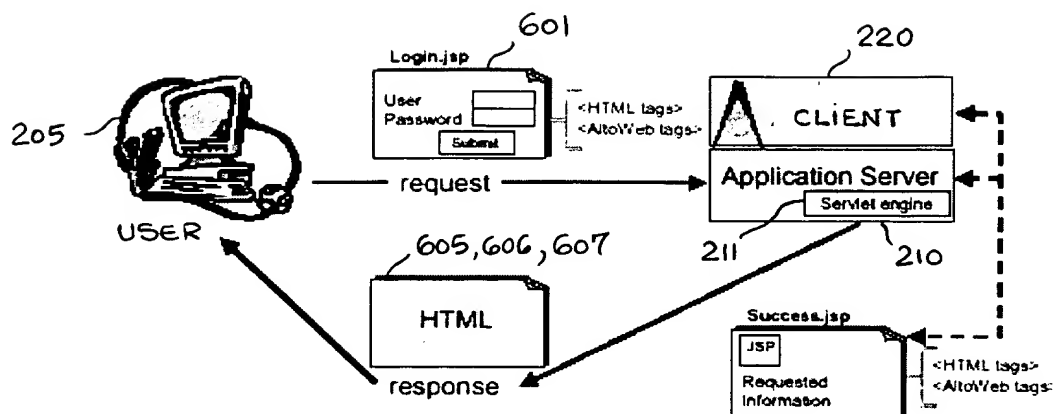 601
Login.jsp
220
User
Password
Submit
<HTML tags>
<AltoWeb tags>
CLIENT
205
request
Application Server
Servlet engine
USER
211
210
605, 606, 607
HTML
response
Success.jsp
JSP
Requested
Information
<HTML tags>
<AltoWeb tags>